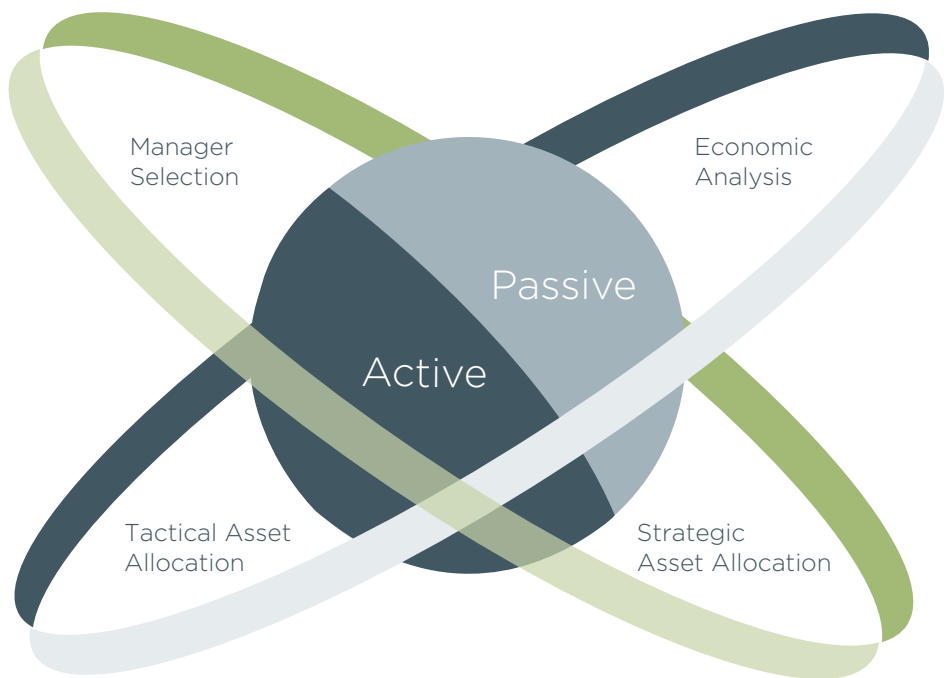 Manager
Selection
Economic
Analysis
Passive
Active
Tactical Asset
Allocation
Strategic
Asset Allocation